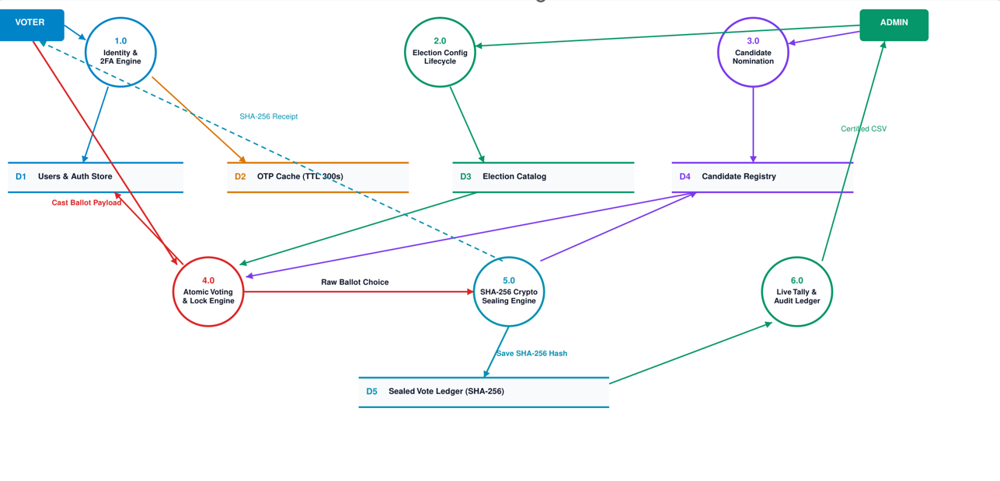 VOTER
ADMIN
1.0
Identity &
2FA Engine
2.0
Election Config
Lifecycle
3.0
Candidate
Nomination
SHA-256 Receipt
Certified CSV
D1 Users & Auth Store
D2 OTP Cache (TTL 300s)
D3 Election Catalog
D4 Candidate Registry
Cast Ballot Payload
4.0
Atomic Voting
& Lock Engine
Raw Ballot Choice
5.0
SHA-256 Crypto
Sealing Engine
6.0
Live Tally &
Audit Ledger
Save SHA-256 Hash
D5 Sealed Vote Ledger (SHA-256)